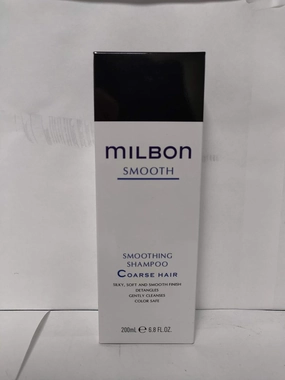 MILBON
SMOOTH
SMOOTHING
SHAMPOO
COARSE HAIR
SILKY, SOFT AND SMOOTH FINISH
DETANGLES
GENTLY CLEANSES
COLOR SAFE
200mL ℮ 6.8 FL.OZ.